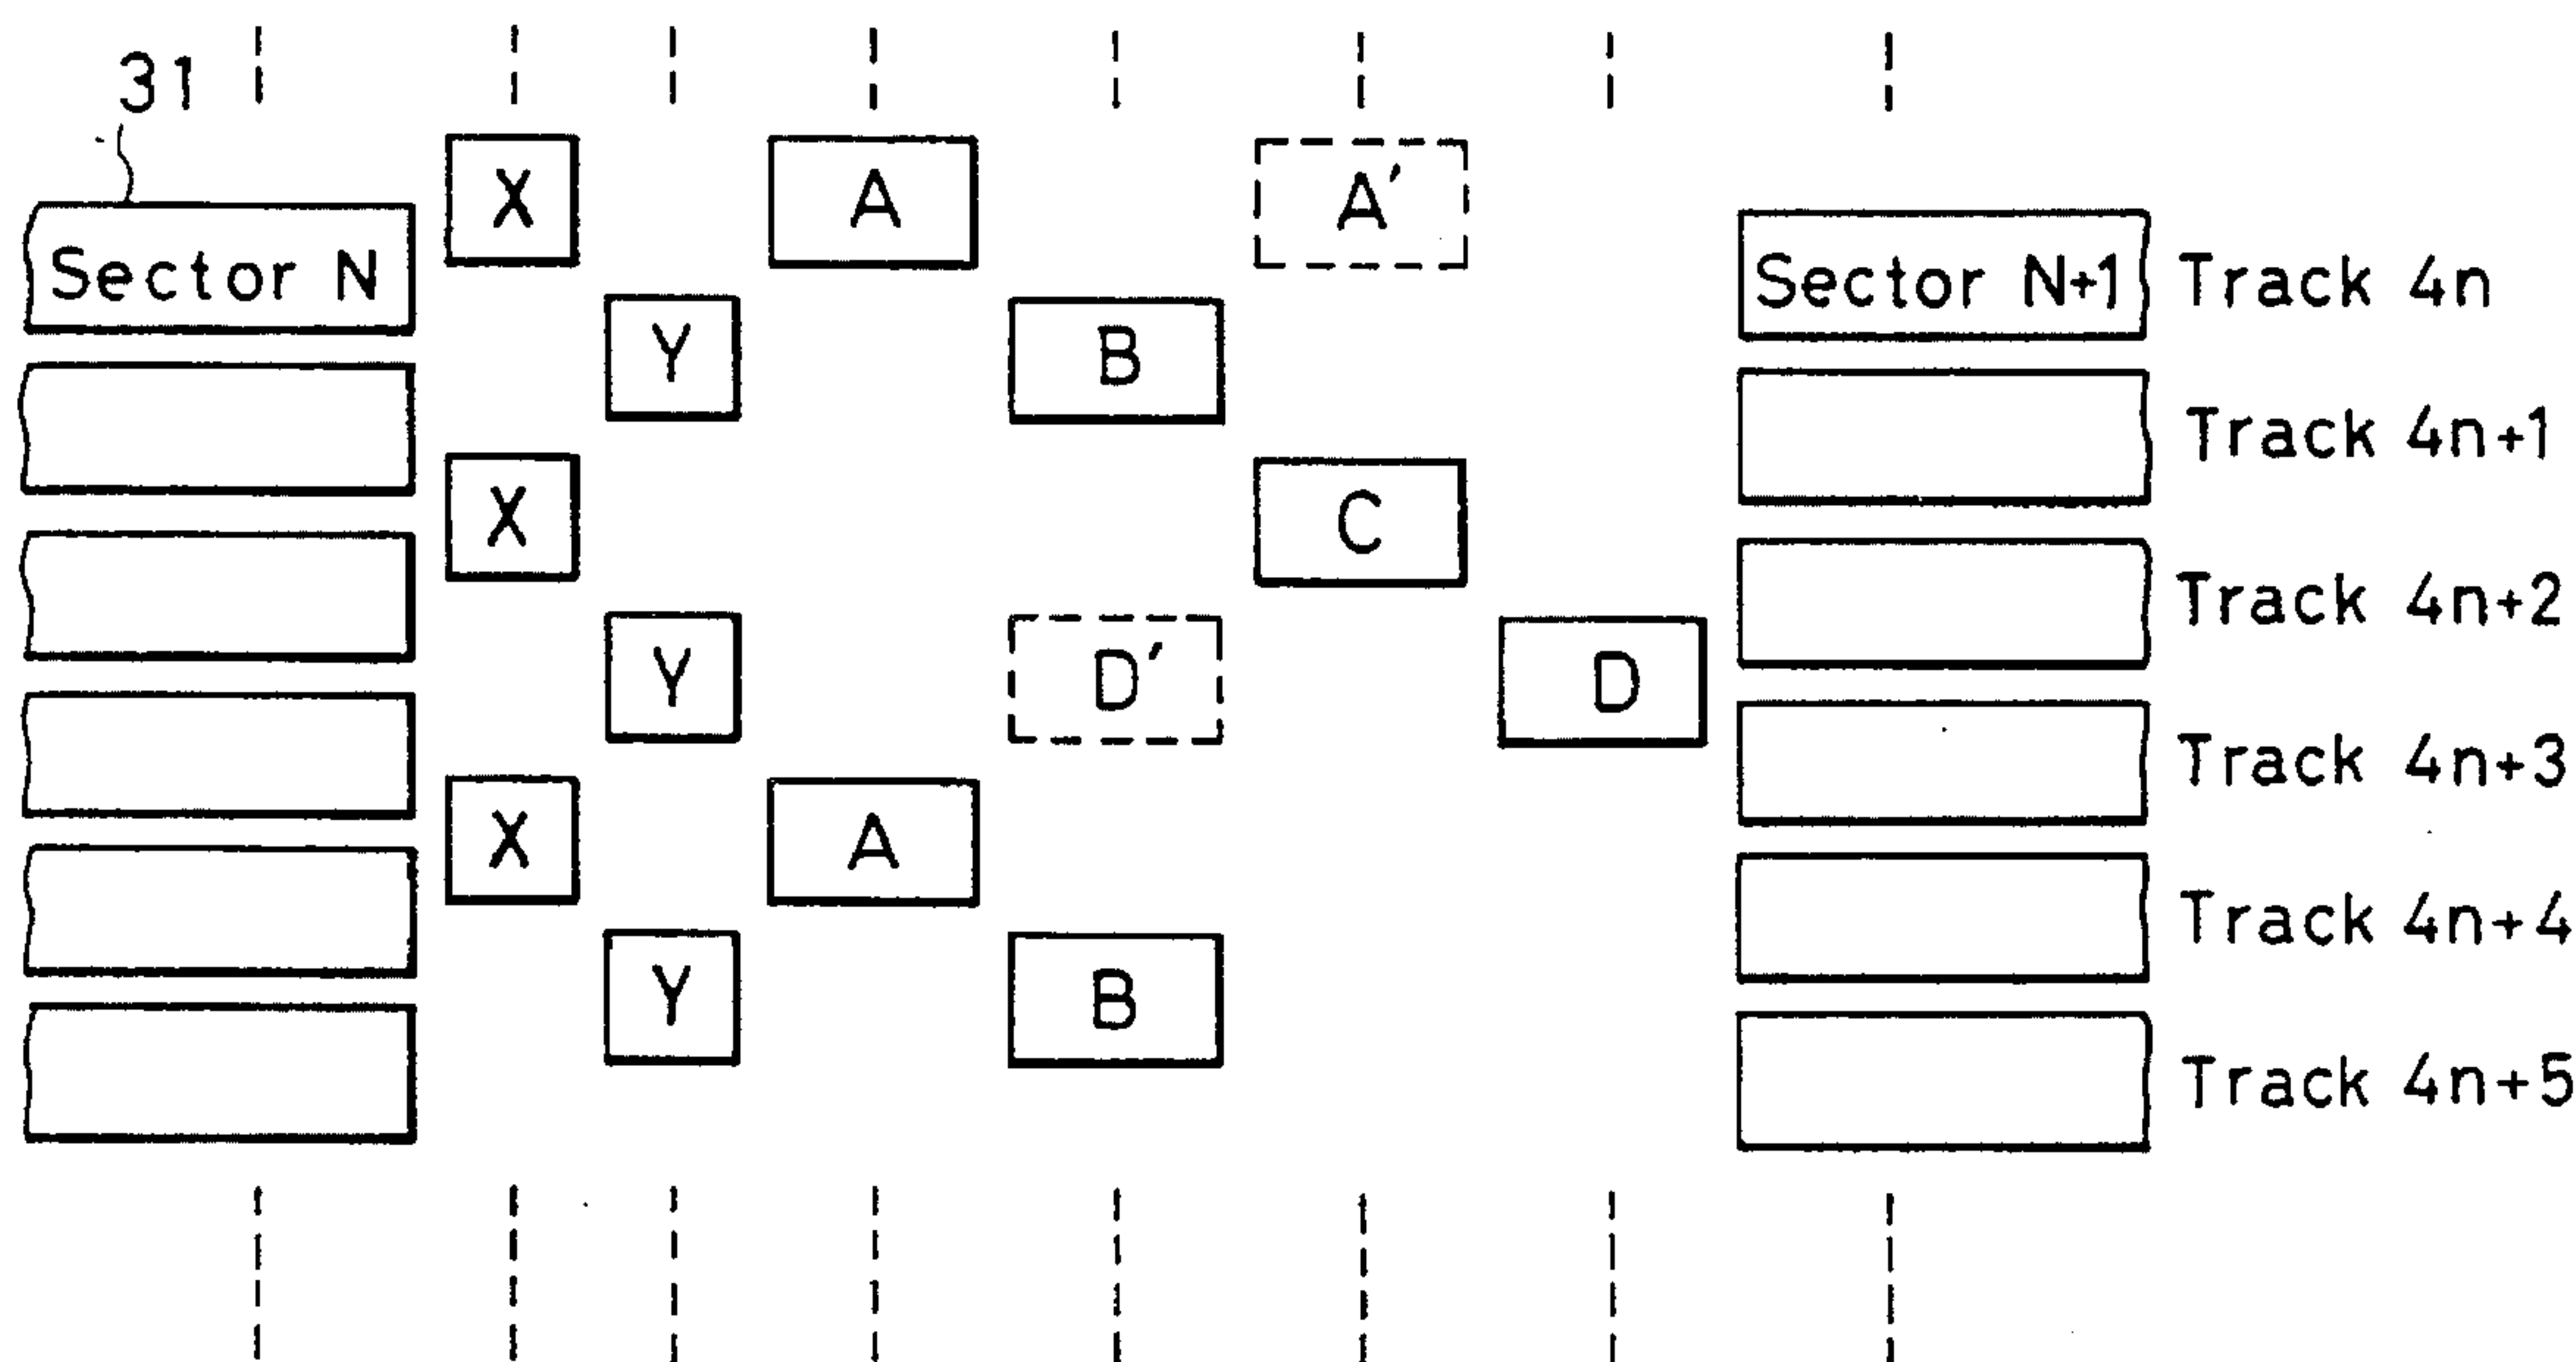 31
X A A′
Sector N Sector N+1 Track 4n
Y B
Track 4n+1
X C
Track 4n+2
Y D′ D
Track 4n+3
X A
Track 4n+4
Y B
Track 4n+5